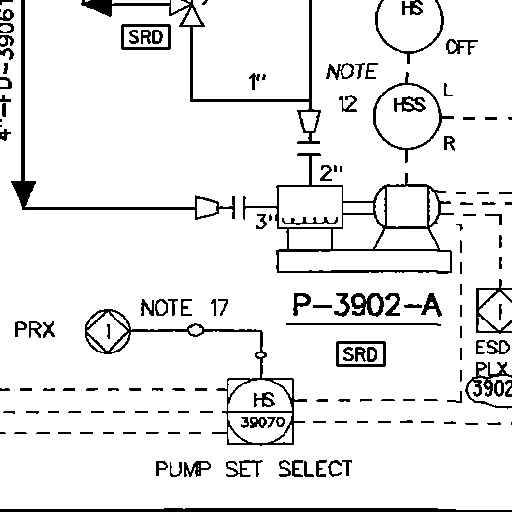 HS
OFF
SRD
4"-FD-39061
1"
NOTE
12
HSS
L
R
2"
3"
P-3902-A
NOTE 17
PRX
I
I
SRD
ESD
PLX
3902
HS
39070
PUMP SET SELECT